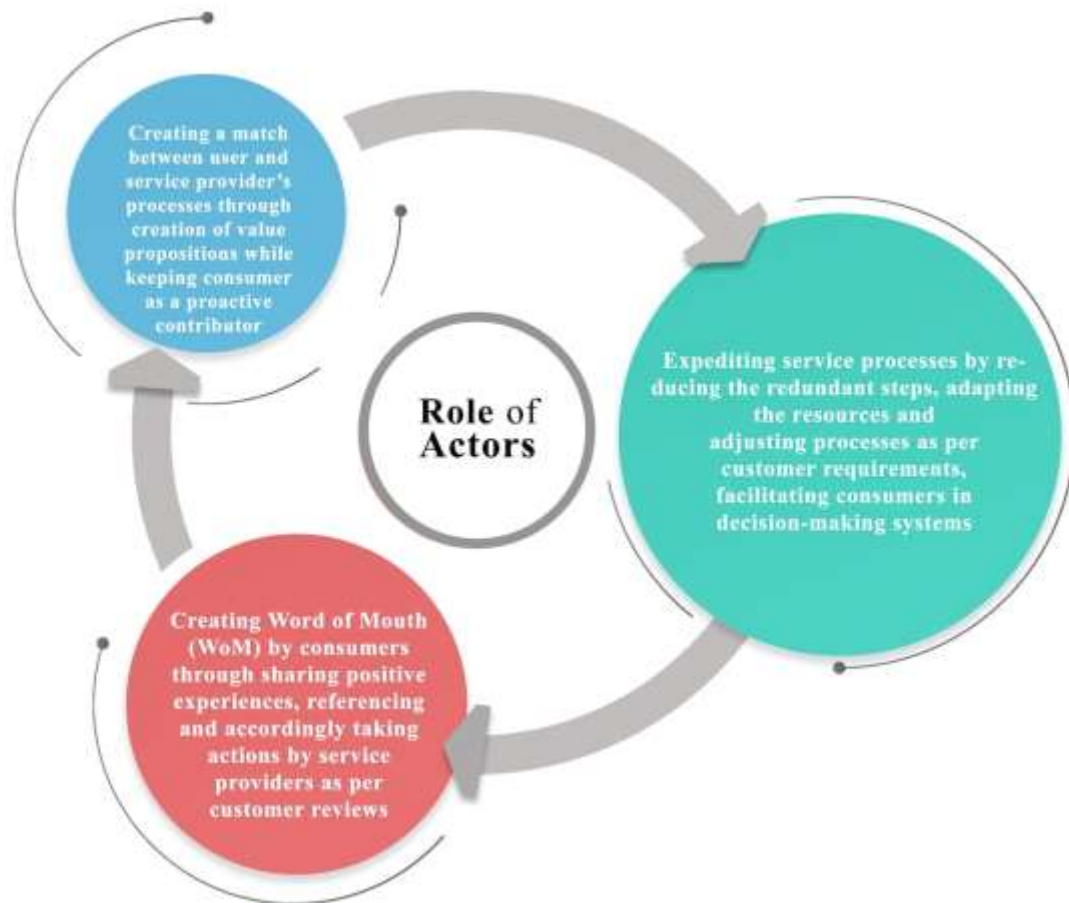 Creating a match
between user and
service provider's
processes through
creation of value
propositions while
keeping consumer
as a proactive
contributor
Expediting service processes by re-
ducing the redundant steps, adapting
the resources and
adjusting processes as per
customer requirements,
facilitating consumers in
decision-making systems
Role of
Actors
Creating Word of Mouth
(WoM) by consumers
through sharing positive
experiences, referencing
and accordingly taking
actions by service
providers as per
customer reviews